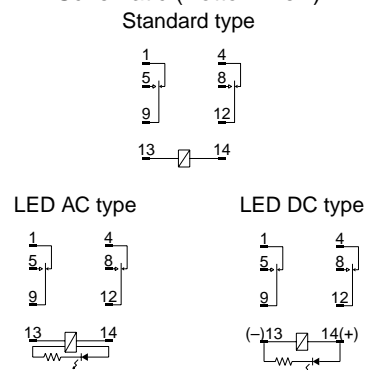 Standard type
1 4
5 8
9 12
13 14
LED AC type LED DC type
1 4 1 4
5 8 5 8
9 12 9 12
13 14 (–)13 14(+)